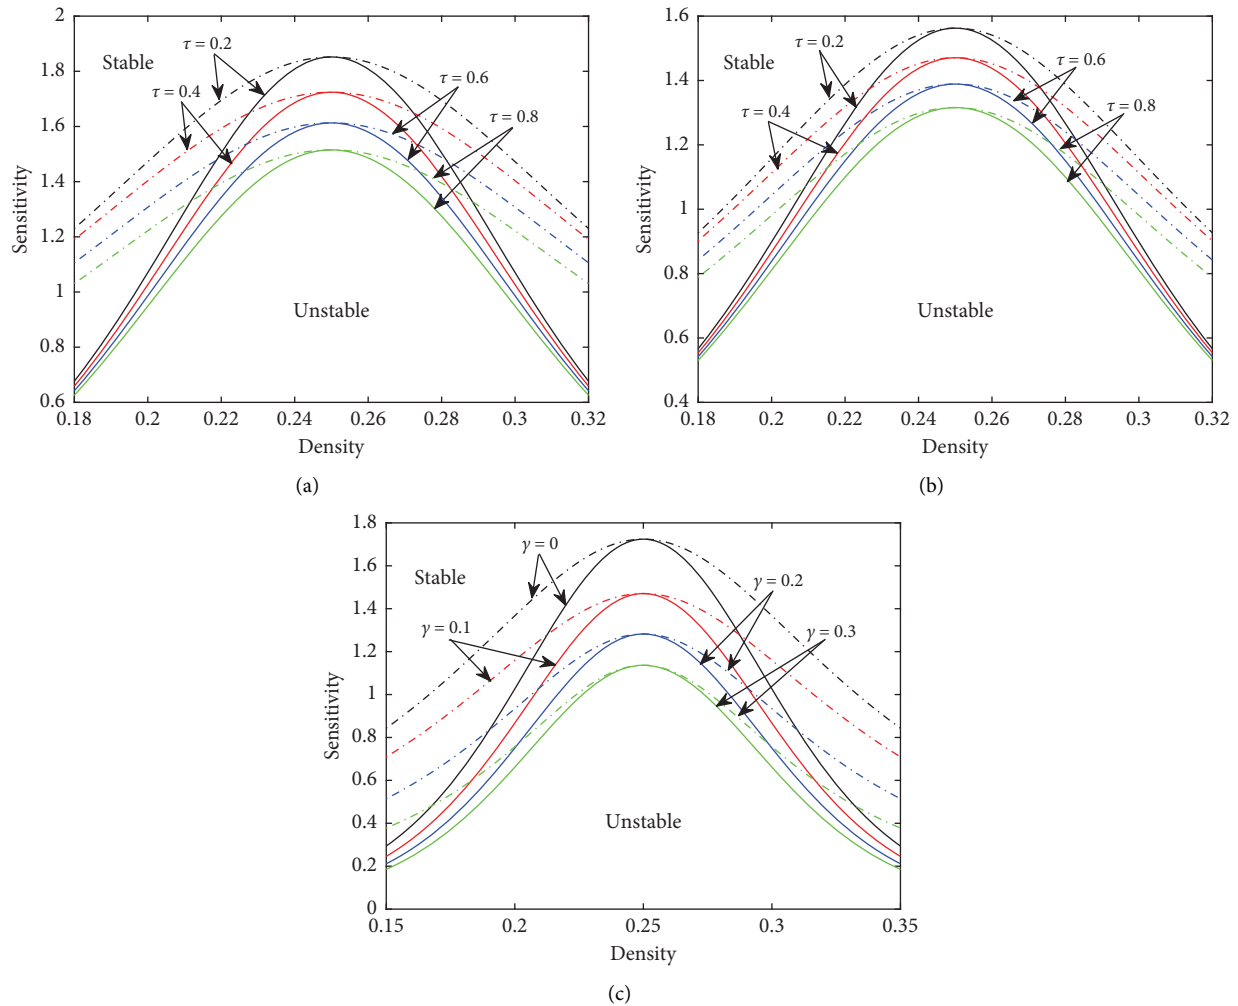 2
1.8
1.6
1.4
1.2
1
0.8
0.6
Sensitivity
Stable
τ = 0.2
τ = 0.4
τ = 0.6
τ = 0.8
Unstable
0.18 0.2 0.22 0.24 0.26 0.28 0.3 0.32
Density
(a)
1.6
1.4
1.2
1
0.8
0.6
0.4
Sensitivity
Stable
τ = 0.2
τ = 0.4
τ = 0.6
τ = 0.8
Unstable
0.18 0.2 0.22 0.24 0.26 0.28 0.3 0.32
Density
(b)
1.8
1.6
1.4
1.2
1
0.8
0.6
0.4
0.2
0
Sensitivity
Stable
γ = 0
γ = 0.1
γ = 0.2
γ = 0.3
Unstable
0.15 0.2 0.25 0.3 0.35
Density
(c)